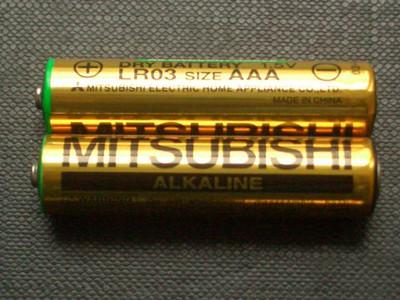 DRY BATTERY 1.5V
LR03 SIZE AAA
MITSUBISHI ELECTRIC HOME APPLIANCE CO.,LTD.
MADE IN CHINA
MITSUBISHI
MITSUBISHI
ALKALINE